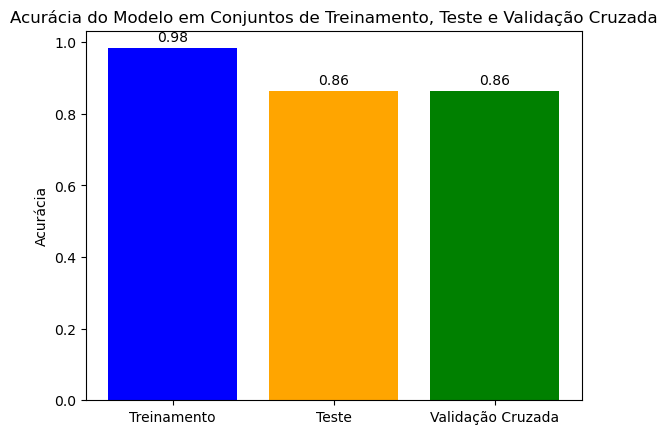 Acurácia do Modelo em Conjuntos de Treinamento, Teste e Validação Cruzada
Acurácia
1.0
0.8
0.6
0.4
0.2
0.0
0.98
0.86
0.86
Treinamento
Teste
Validação Cruzada